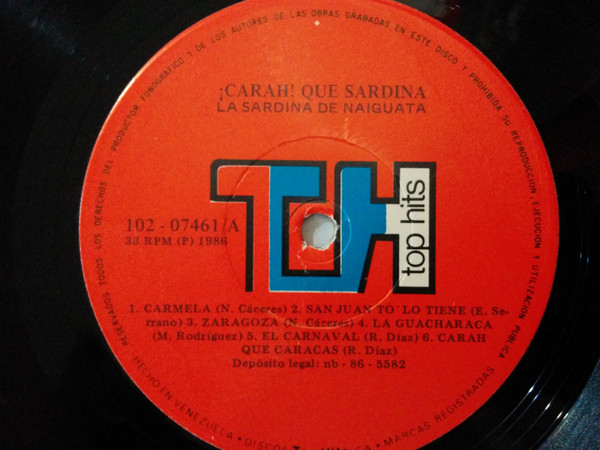 RESERVADOS TODOS LOS DERECHOS DEL PRODUCTOR FONOGRAFICO Y DE LOS AUTORES DE LAS OBRAS GRABADAS EN ESTE DISCO Y PROHIBIDA SU REPRODUCCION, EJECUCION Y UTILIZACION PUBLICA
¡CARAH! QUE SARDINA
LA SARDINA DE NAIGUATA
TH
top hits
102 - 07461/A
33 RPM (P) 1986
1. CARMELA (N. Cáceres) 2. SAN JUAN TO´LO TIENE (E. Se-
rrano) 3. ZARAGOZA (N. Cáceres) 4. LA GUACHARACA
(M. Rodríguez) 5. EL CARNAVAL (R. Díaz) 6. CARAH
QUE CARACAS (R. Díaz)
Depósito legal: nb - 86 - 5582
HECHO EN VENEZUELA - DISCOS - MARCAS REGISTRADAS